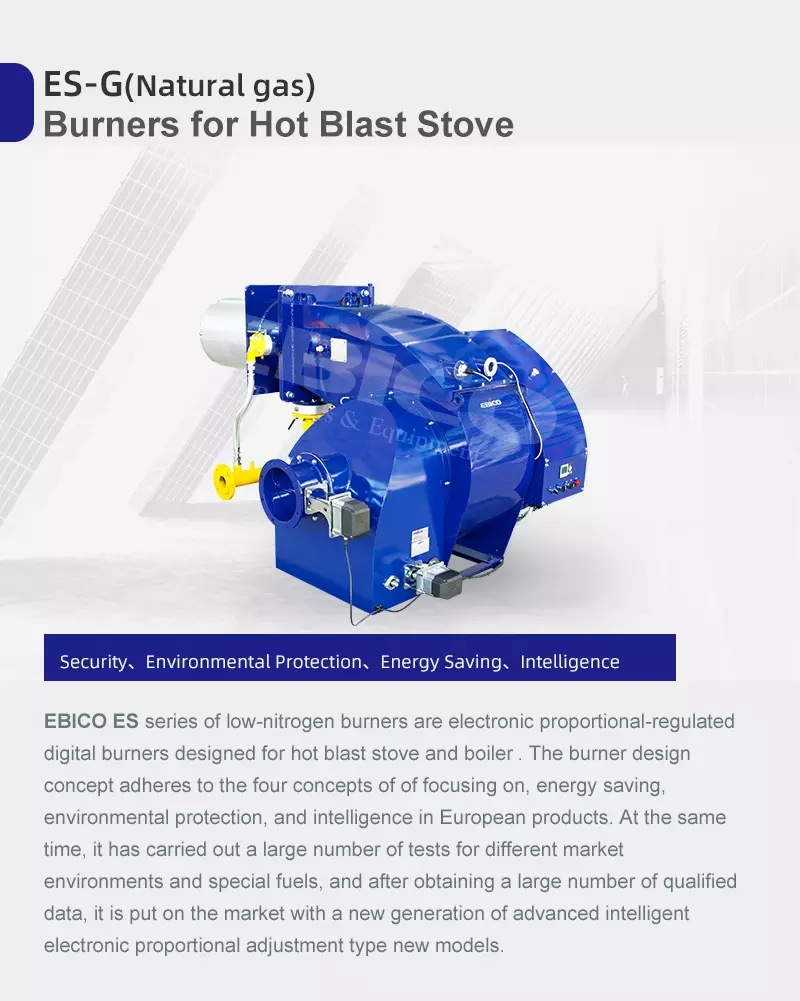 ES-G(Natural gas)
Burners for Hot Blast Stove
EBICO
& Equipment
EBICO
Security、Environmental Protection、Energy Saving、Intelligence
EBICO ES series of low-nitrogen burners are electronic proportional-regulated
digital burners designed for hot blast stove and boiler . The burner design
concept adheres to the four concepts of of focusing on, energy saving,
environmental protection, and intelligence in European products. At the same
time, it has carried out a large number of tests for different market
environments and special fuels, and after obtaining a large number of qualified
data, it is put on the market with a new generation of advanced intelligent
electronic proportional adjustment type new models.